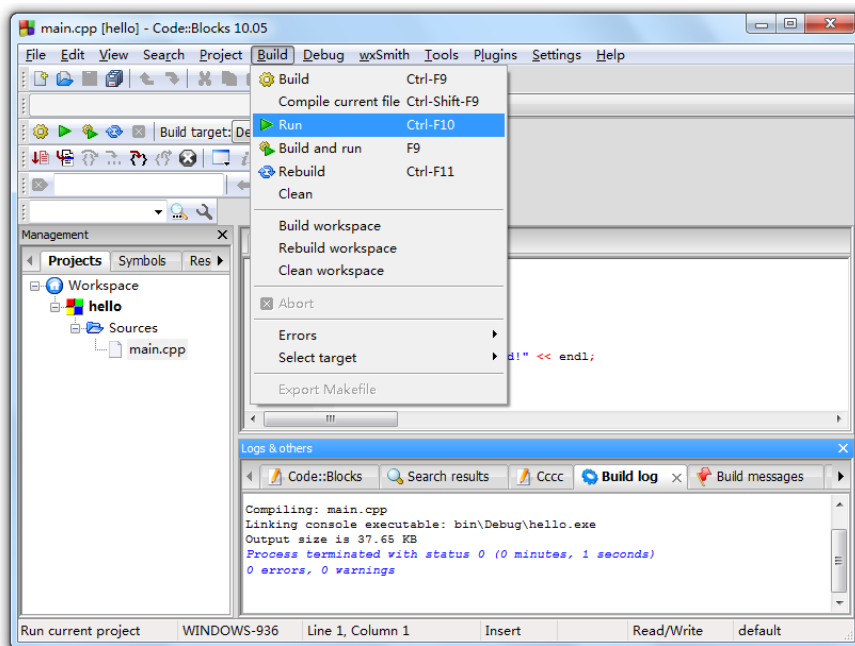 main.cpp [hello] - Code::Blocks 10.05
File Edit View Search Project Build Debug wxSmith Tools Plugins Settings Help
Build Ctrl-F9
Compile current file Ctrl-Shift-F9
Run Ctrl-F10
Build and run F9
Rebuild Ctrl-F11
Clean
Build workspace
Rebuild workspace
Clean workspace
Abort
Errors
Select target
Export Makefile
Build target: De
Management
Projects Symbols Res
Workspace
hello
Sources
main.cpp
d!" << endl;
Logs & others
Code::Blocks Search results Cccc Build log Build messages
Compiling: main.cpp
Linking console executable: bin\Debug\hello.exe
Output size is 37.65 KB
Process terminated with status 0 (0 minutes, 1 seconds)
0 errors, 0 warnings
Run current project WINDOWS-936 Line 1, Column 1 Insert Read/Write default